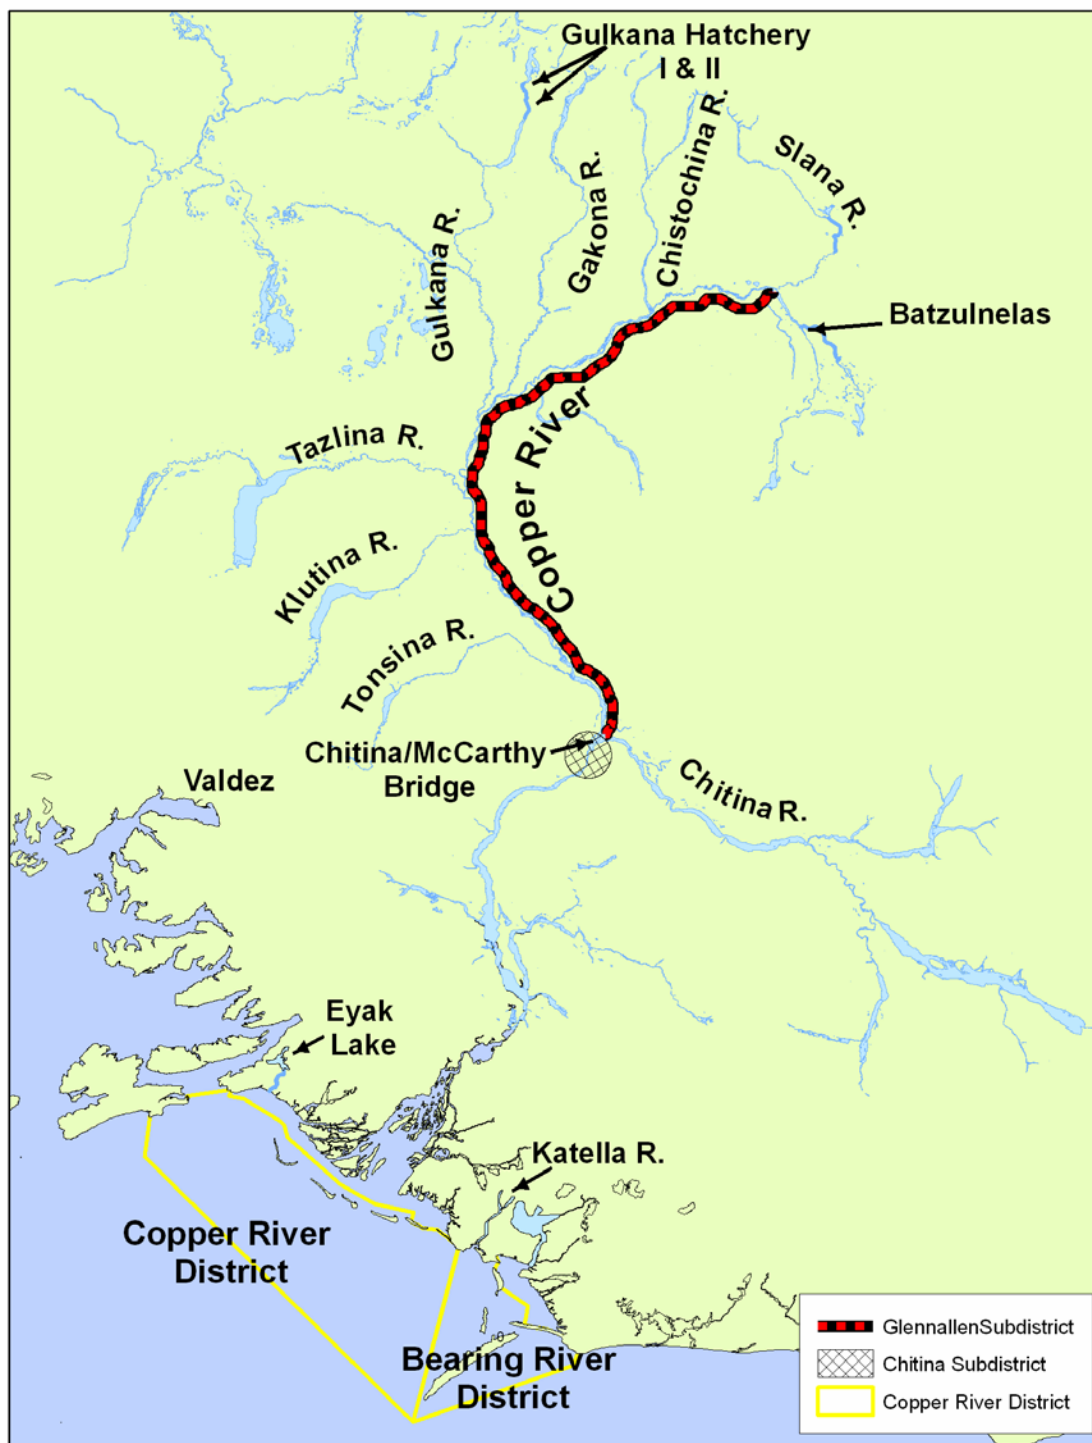 Gulkana Hatchery
I & II
Slana R.
Chistochina R.
Gakona R.
Gulkana R.
Batzulnelas
Copper River
Tazlina R.
Klutina R.
Tonsina R.
Chitina/McCarthy
Bridge
Chitina R.
Valdez
Eyak
Lake
Katella R.
Copper River
District
Bearing River
District
GlennallenSubdistrict
Chitina Subdistrict
Copper River District